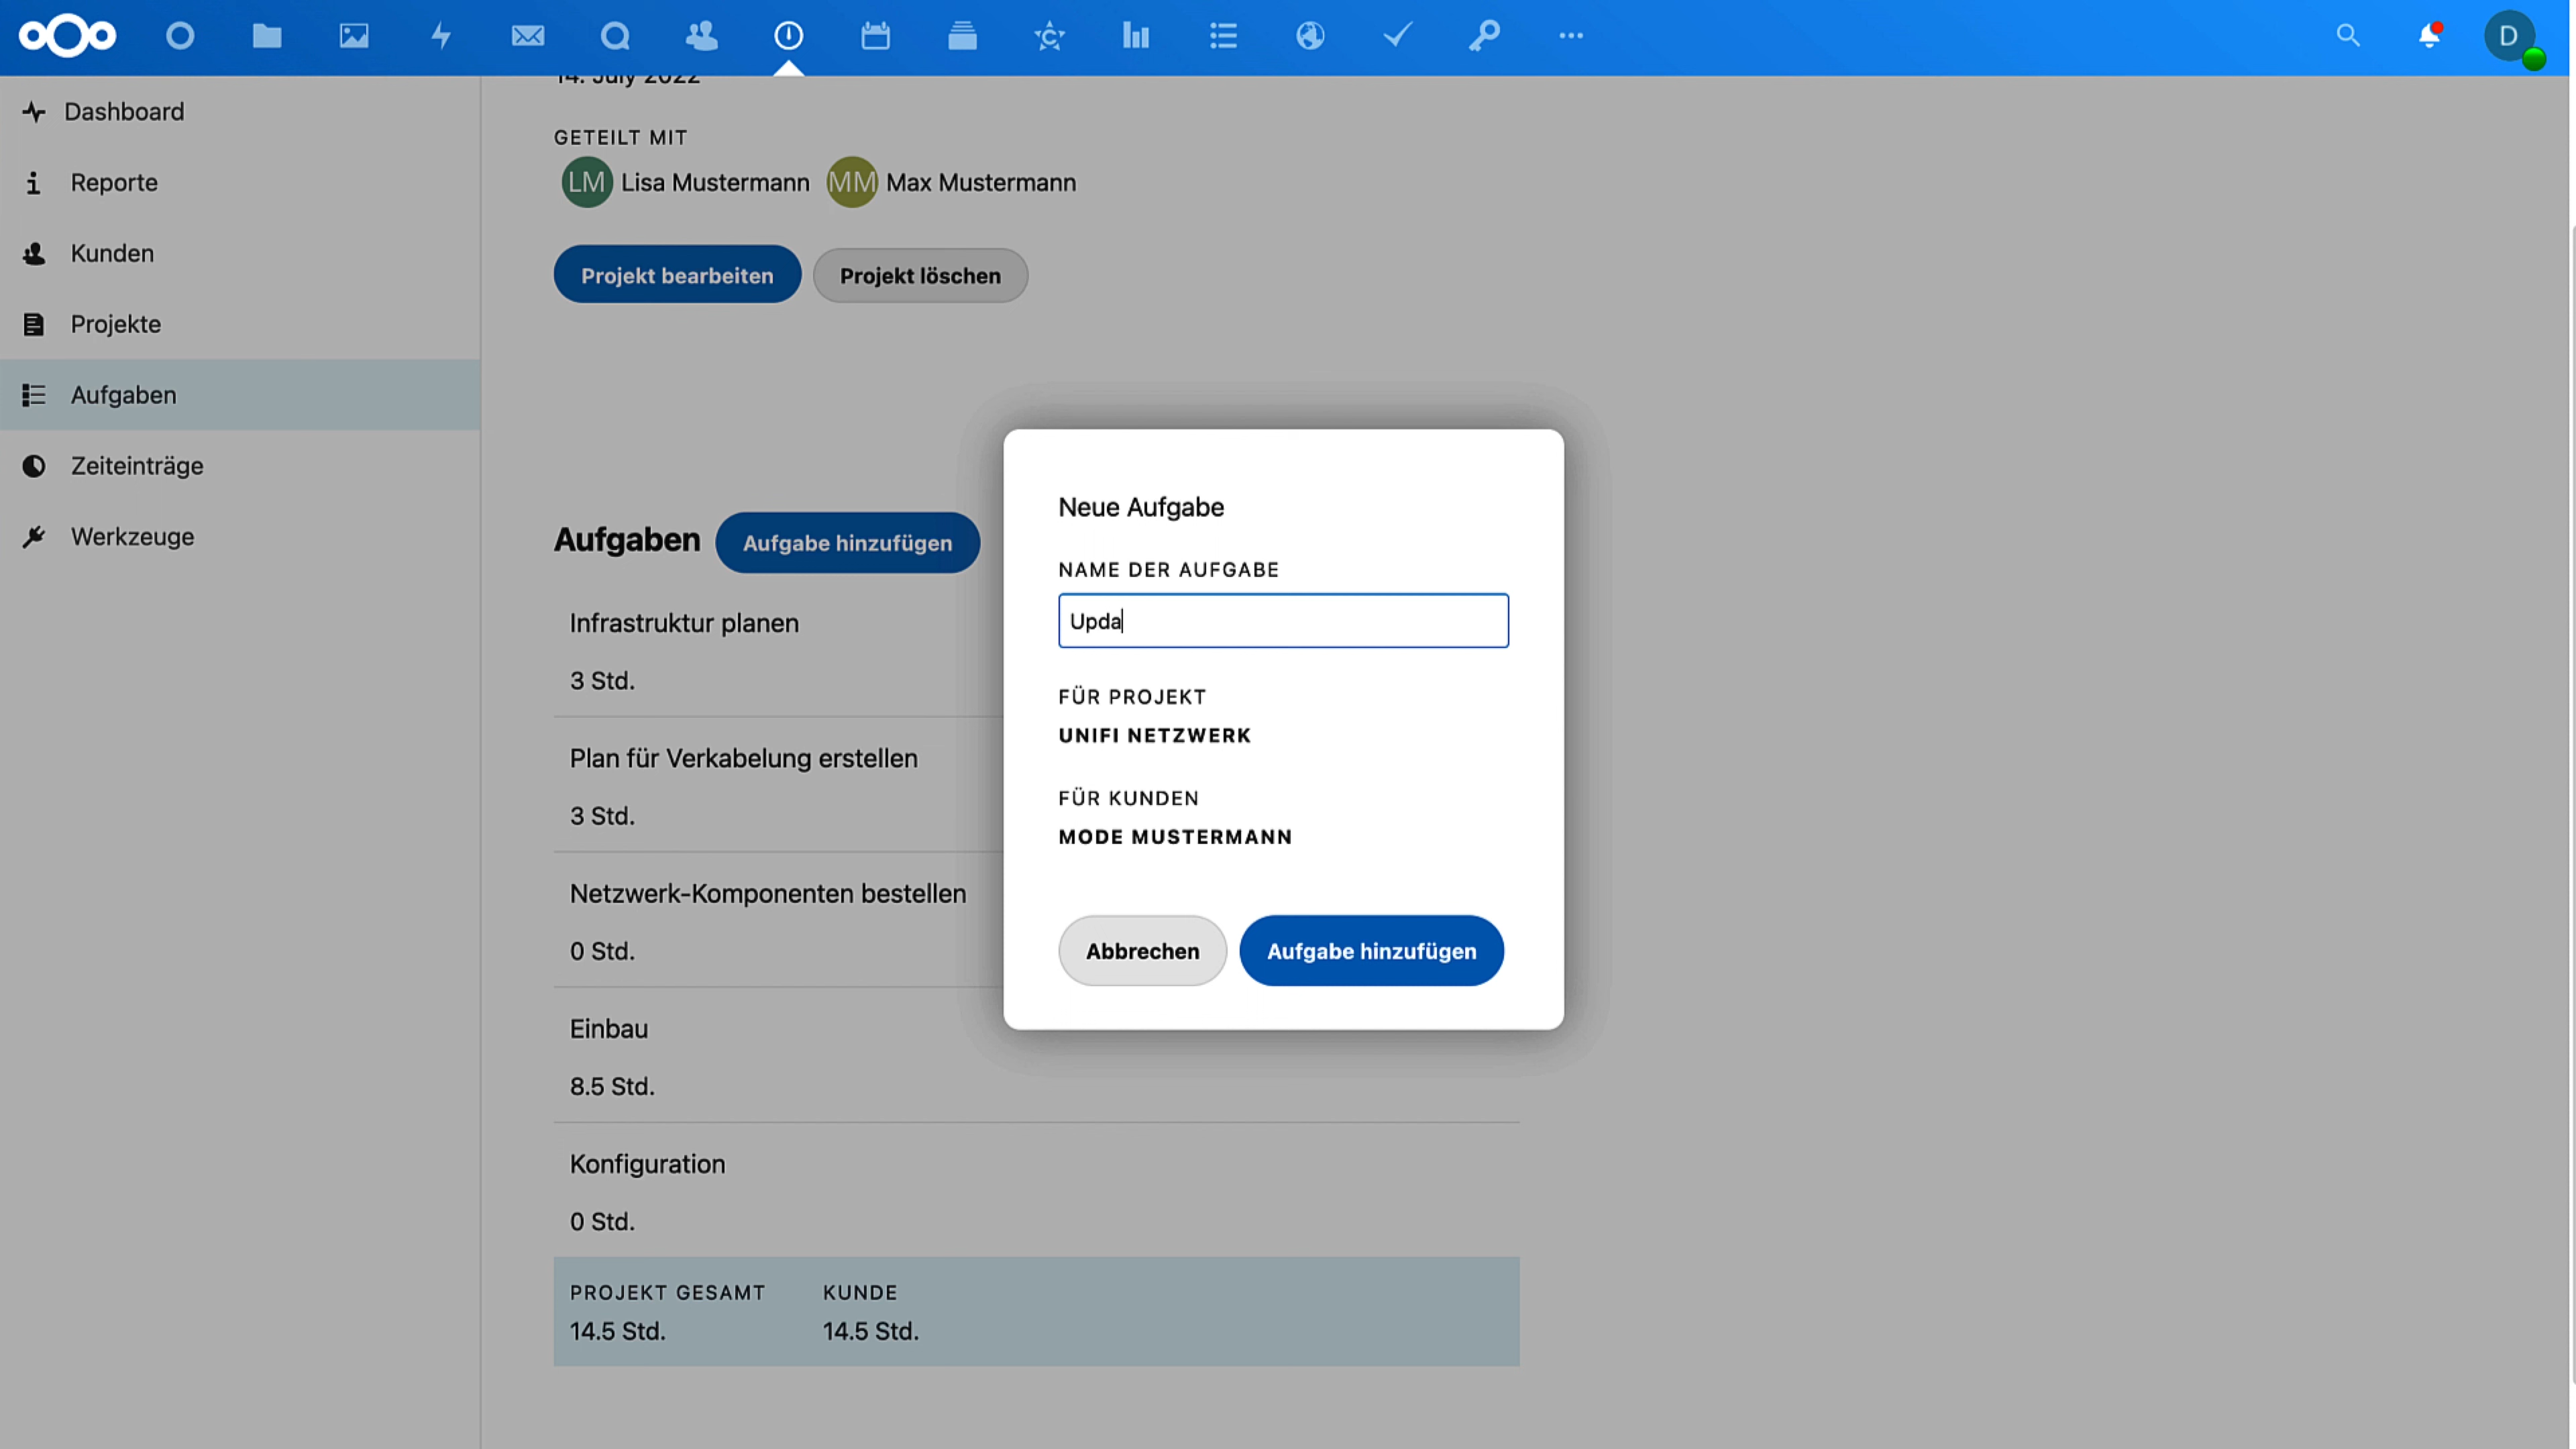 D
14. July 2022
Dashboard
Reporte
Kunden
Projekte
Aufgaben
Zeiteinträge
Werkzeuge
GETEILT MIT
LM Lisa Mustermann MM Max Mustermann
Projekt bearbeiten Projekt löschen
Aufgaben Aufgabe hinzufügen
Infrastruktur planen
3 Std.
Plan für Verkabelung erstellen
3 Std.
Netzwerk-Komponenten bestellen
0 Std.
Einbau
8.5 Std.
Konfiguration
0 Std.
PROJEKT GESAMT KUNDE
14.5 Std. 14.5 Std.
Neue Aufgabe
NAME DER AUFGABE
Upda
FÜR PROJEKT
UNIFI NETZWERK
FÜR KUNDEN
MODE MUSTERMANN
Abbrechen Aufgabe hinzufügen